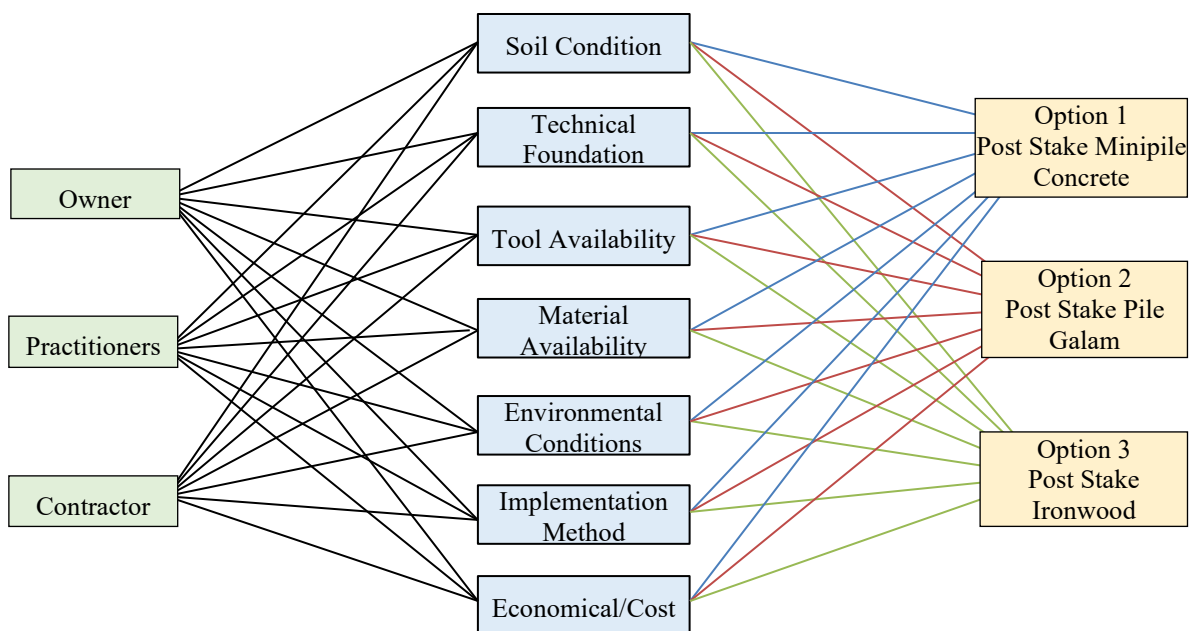 Owner
Practitioners
Contractor
Soil Condition
Technical
Foundation
Tool Availability
Material
Availability
Environmental
Conditions
Implementation
Method
Economical/Cost
Option 1
Post Stake Minipile
Concrete
Option 2
Post Stake Pile
Galam
Option 3
Post Stake
Ironwood